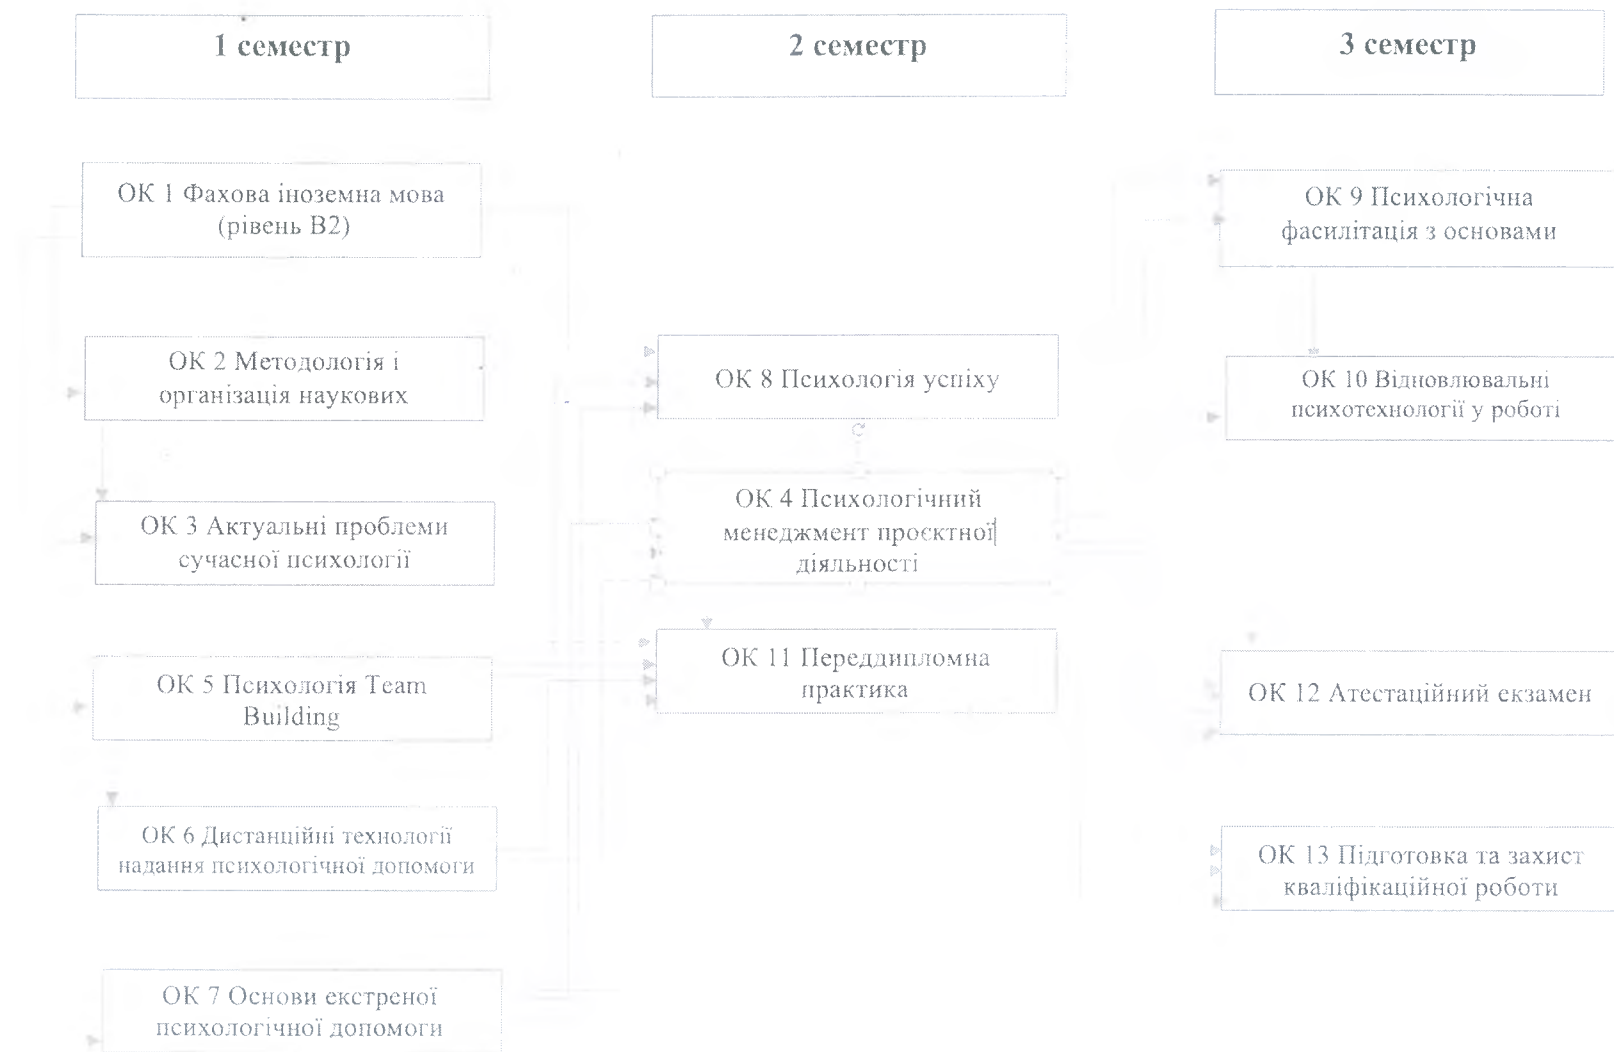 1 семестр
2 семестр
3 семестр
ОК 1 Фахова іноземна мова
(рівень В2)
ОК 2 Методологія і
організація наукових
ОК 3 Актуальні проблеми
сучасної психології
ОК 5 Психологія Team
Building
ОК 6 Дистанційні технології
надання психологічної допомоги
ОК 7 Основи екстреної
психологічної допомоги
ОК 8 Психологія успіху
ОК 4 Психологічний
менеджмент проєктної
діяльності
ОК 11 Переддипломна
практика
ОК 9 Психологічна
фасилітація з основами
ОК 10 Відновлювальні
психотехнології у роботі
ОК 12 Атестаційний екзамен
ОК 13 Підготовка та захист
кваліфікаційної роботи